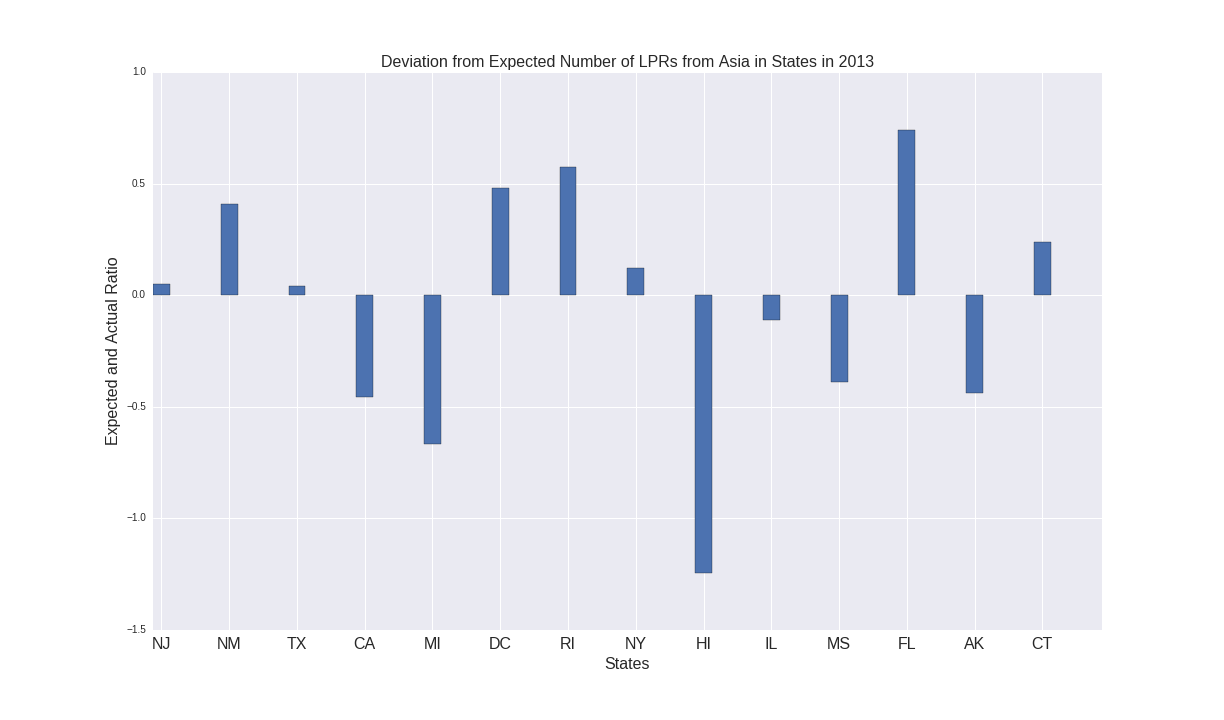 Deviation from Expected Number of LPRs from Asia in States in 2013
1.0
0.5
0.0
−0.5
−1.0
−1.5
Expected and Actual Ratio
NJ NM TX CA MI DC RI NY HI IL MS FL AK CT
States